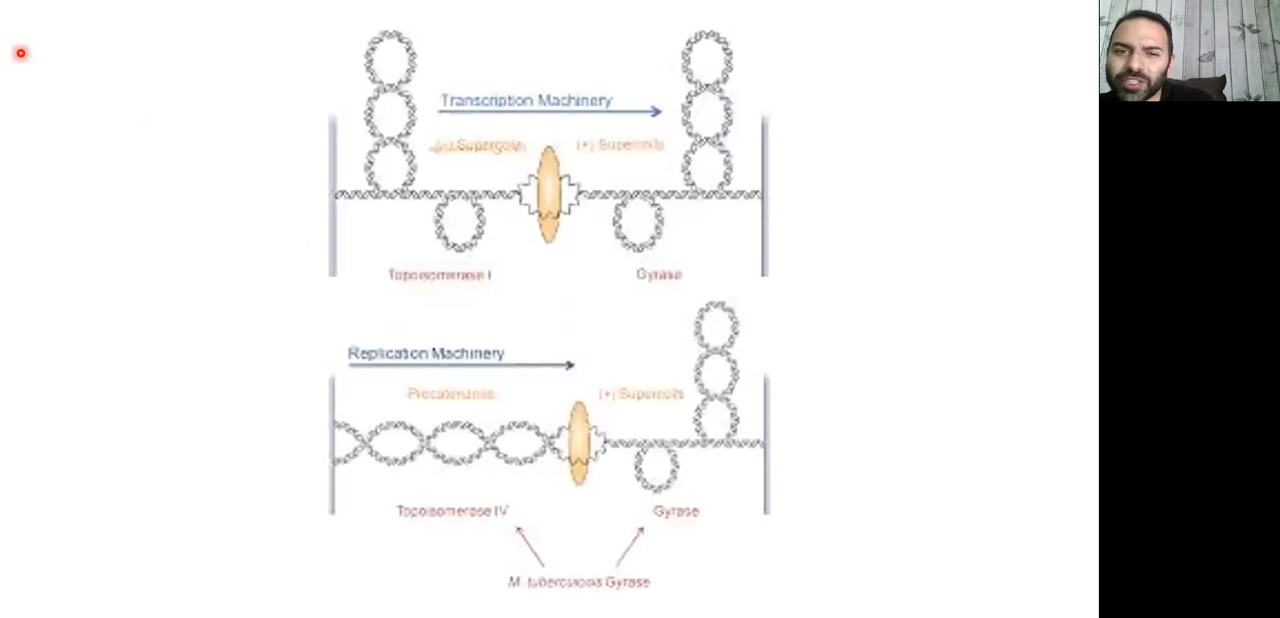 Transcription Machinery
(-) Supercoils
(+) Supercoils
Topoisomerase I
Gyrase
Replication Machinery
Precatenanes
(+) Supercoils
Topoisomerase IV
Gyrase
M. tuberculosis Gyrase